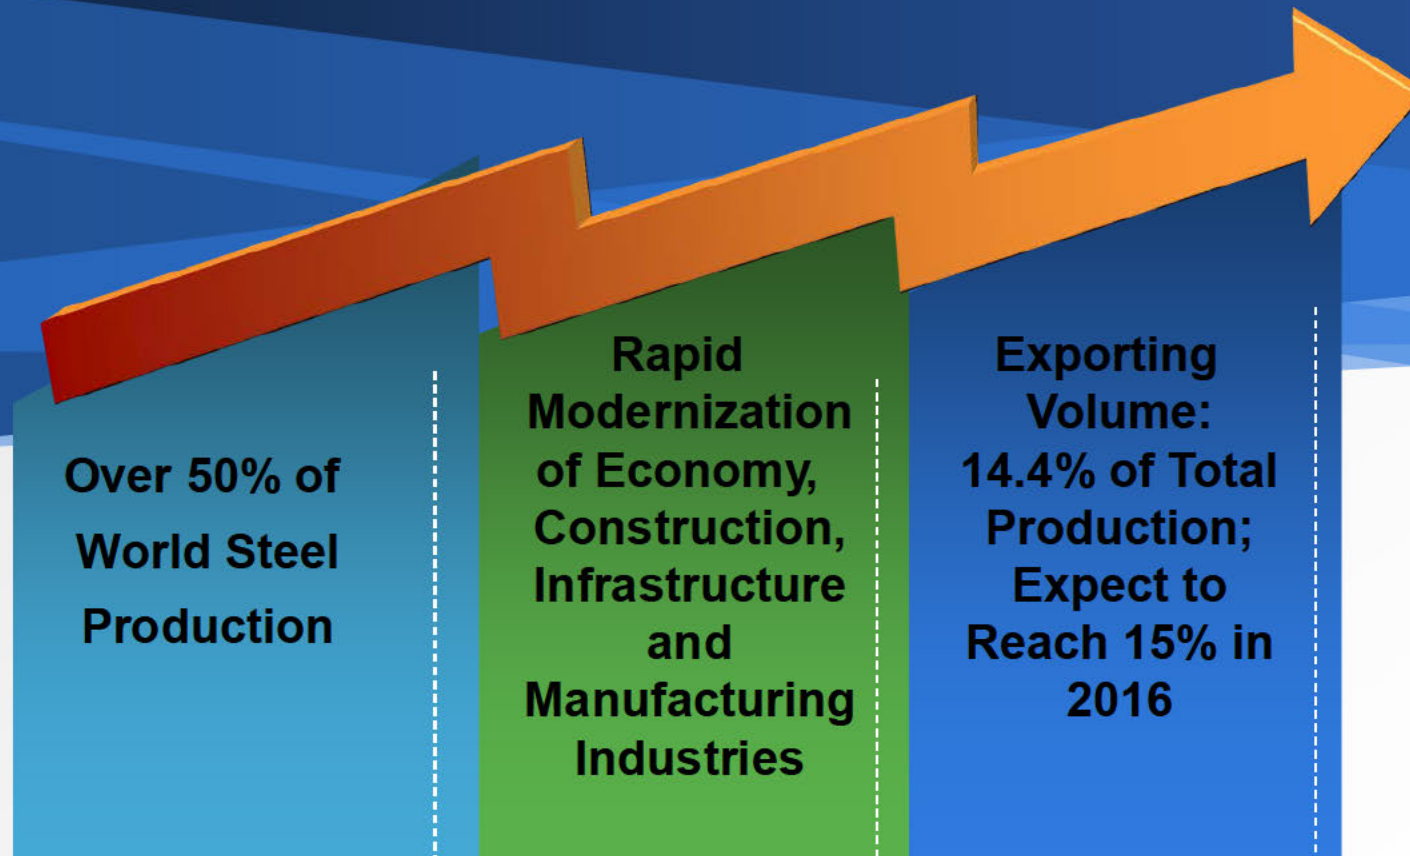 Over 50% of
World Steel
Production
Rapid
Modernization
of Economy,
Construction,
Infrastructure
and
Manufacturing
Industries
Exporting
Volume:
14.4% of Total
Production;
Expect to
Reach 15% in
2016